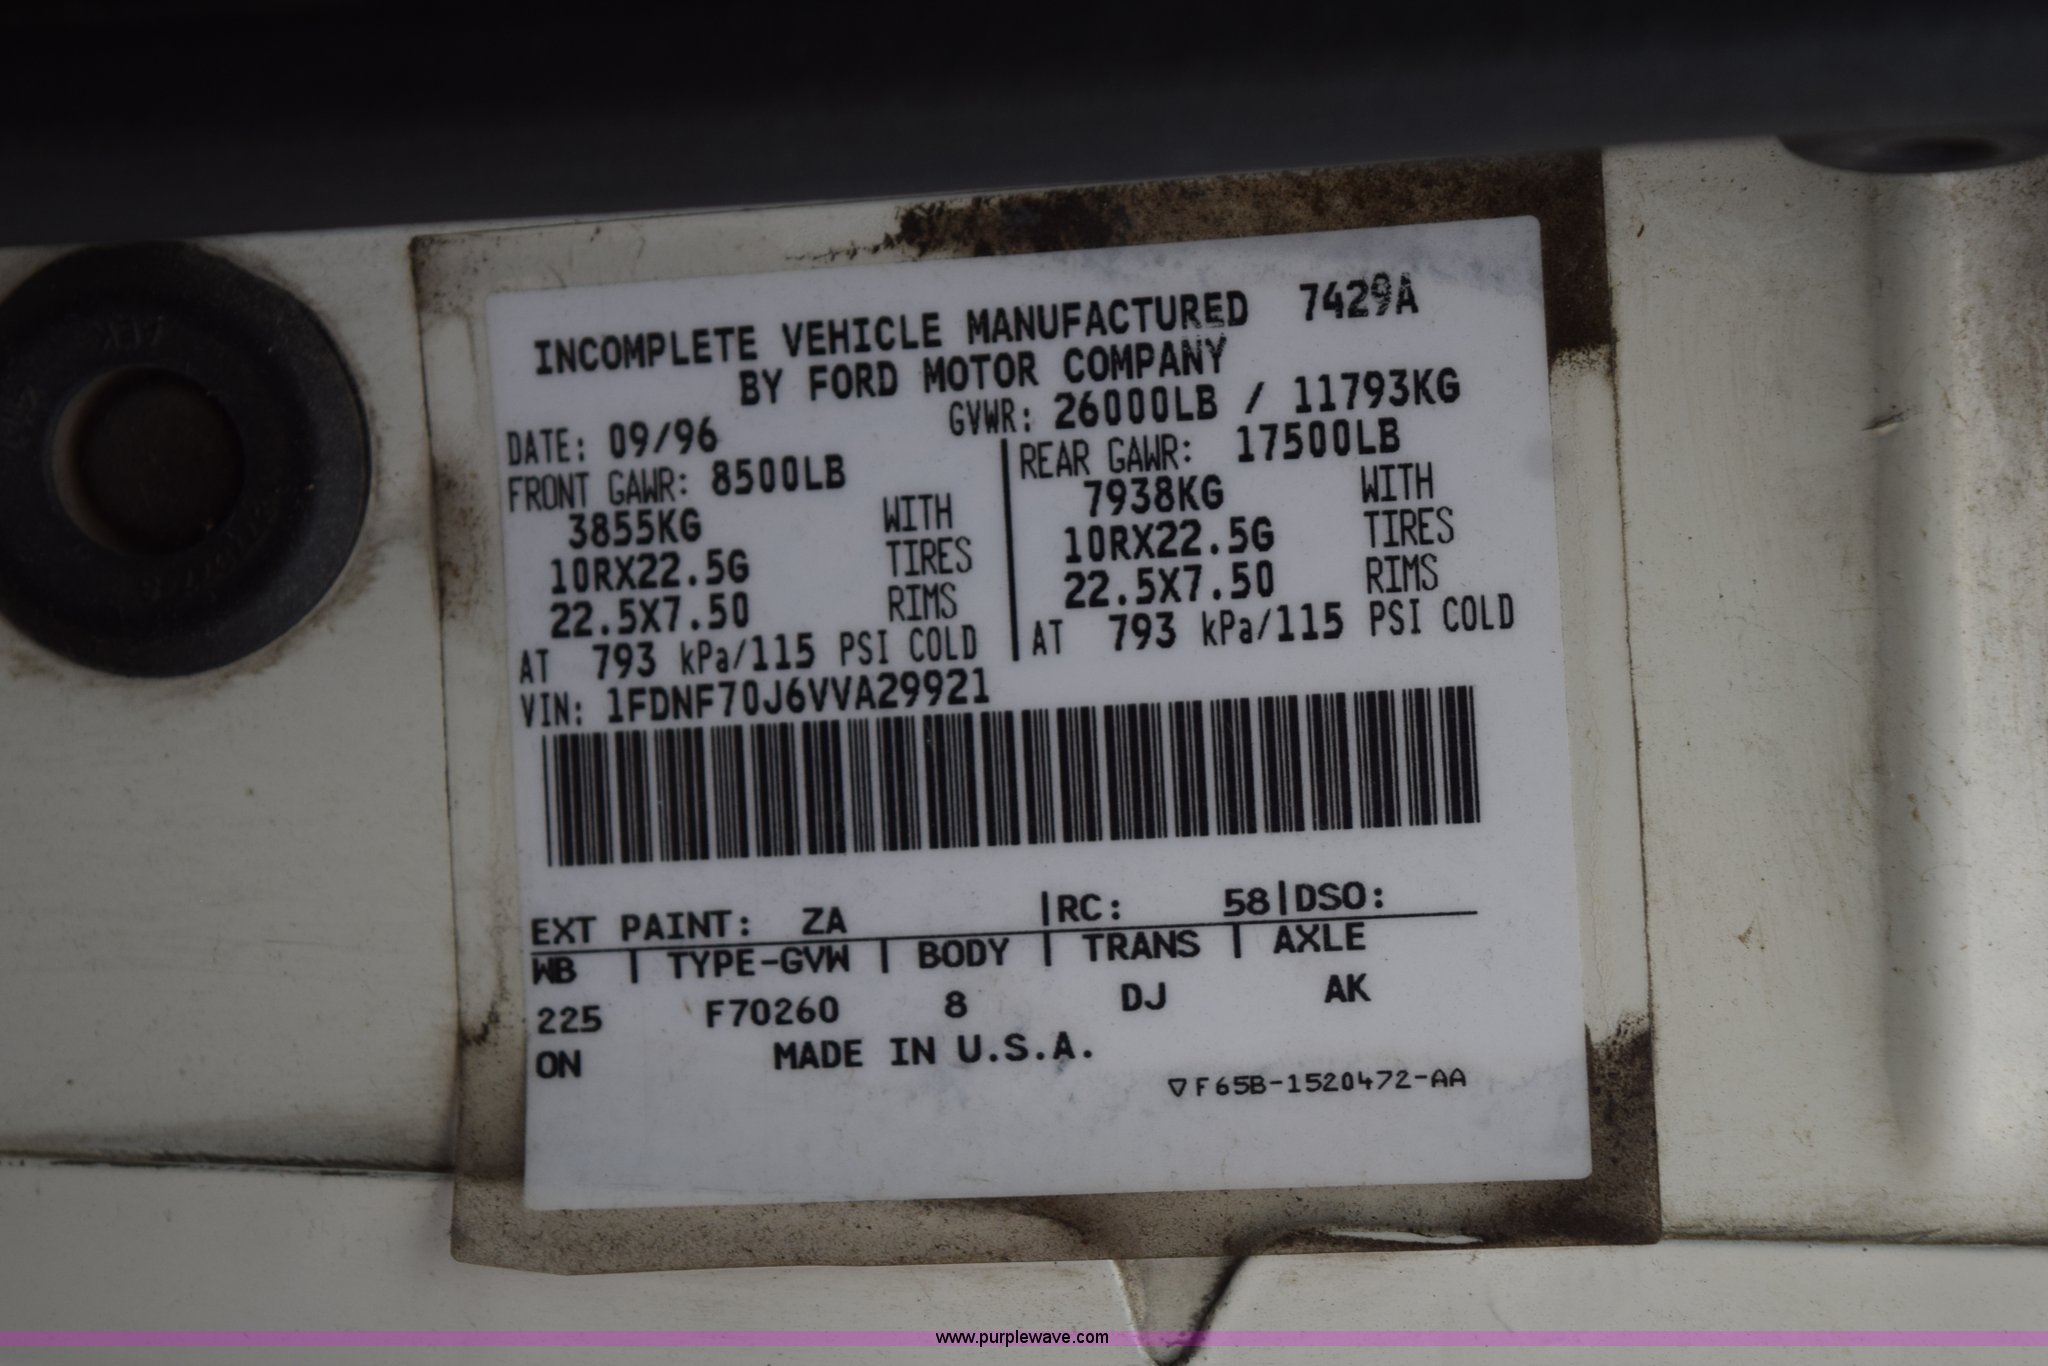 INCOMPLETE VEHICLE MANUFACTURED 7429A
BY FORD MOTOR COMPANY
DATE: 09/96 GVWR: 26000LB / 11793KG
FRONT GAWR: 8500LB
3855KG WITH
10RX22.5G TIRES
22.5X7.50 RIMS
AT 793 kPa/115 PSI COLD
REAR GAWR: 17500LB
7938KG WITH
10RX22.5G TIRES
22.5X7.50 RIMS
AT 793 kPa/115 PSI COLD
VIN: 1FDNF70J6VVA29921
EXT PAINT: ZA |RC: 58|DSO:
WB | TYPE-GVW | BODY | TRANS | AXLE
225 F70260 8 DJ AK
ON MADE IN U.S.A.
▽F65B-1520472-AA
www.purplewave.com